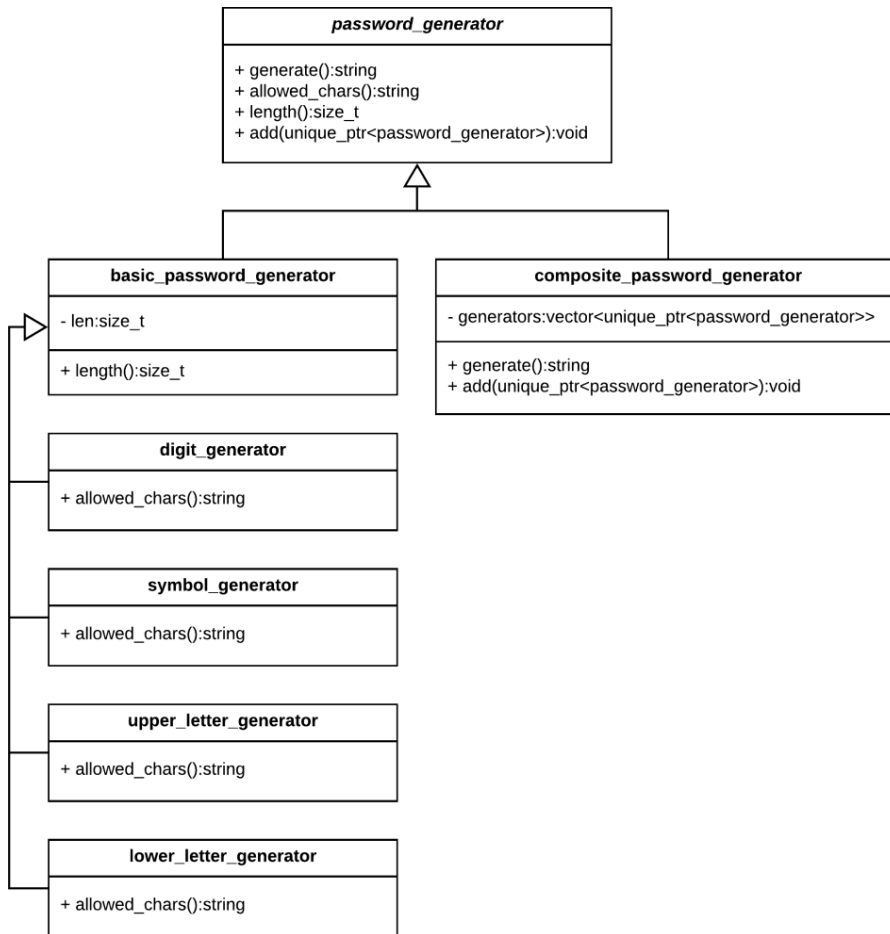 password_generator
+ generate():string
+ allowed_chars():string
+ length():size_t
+ add(unique_ptr<password_generator>):void
basic_password_generator
- len:size_t
+ length():size_t
composite_password_generator
- generators:vector<unique_ptr<password_generator>>
+ generate():string
+ add(unique_ptr<password_generator>):void
digit_generator
+ allowed_chars():string
symbol_generator
+ allowed_chars():string
upper_letter_generator
+ allowed_chars():string
lower_letter_generator
+ allowed_chars():string